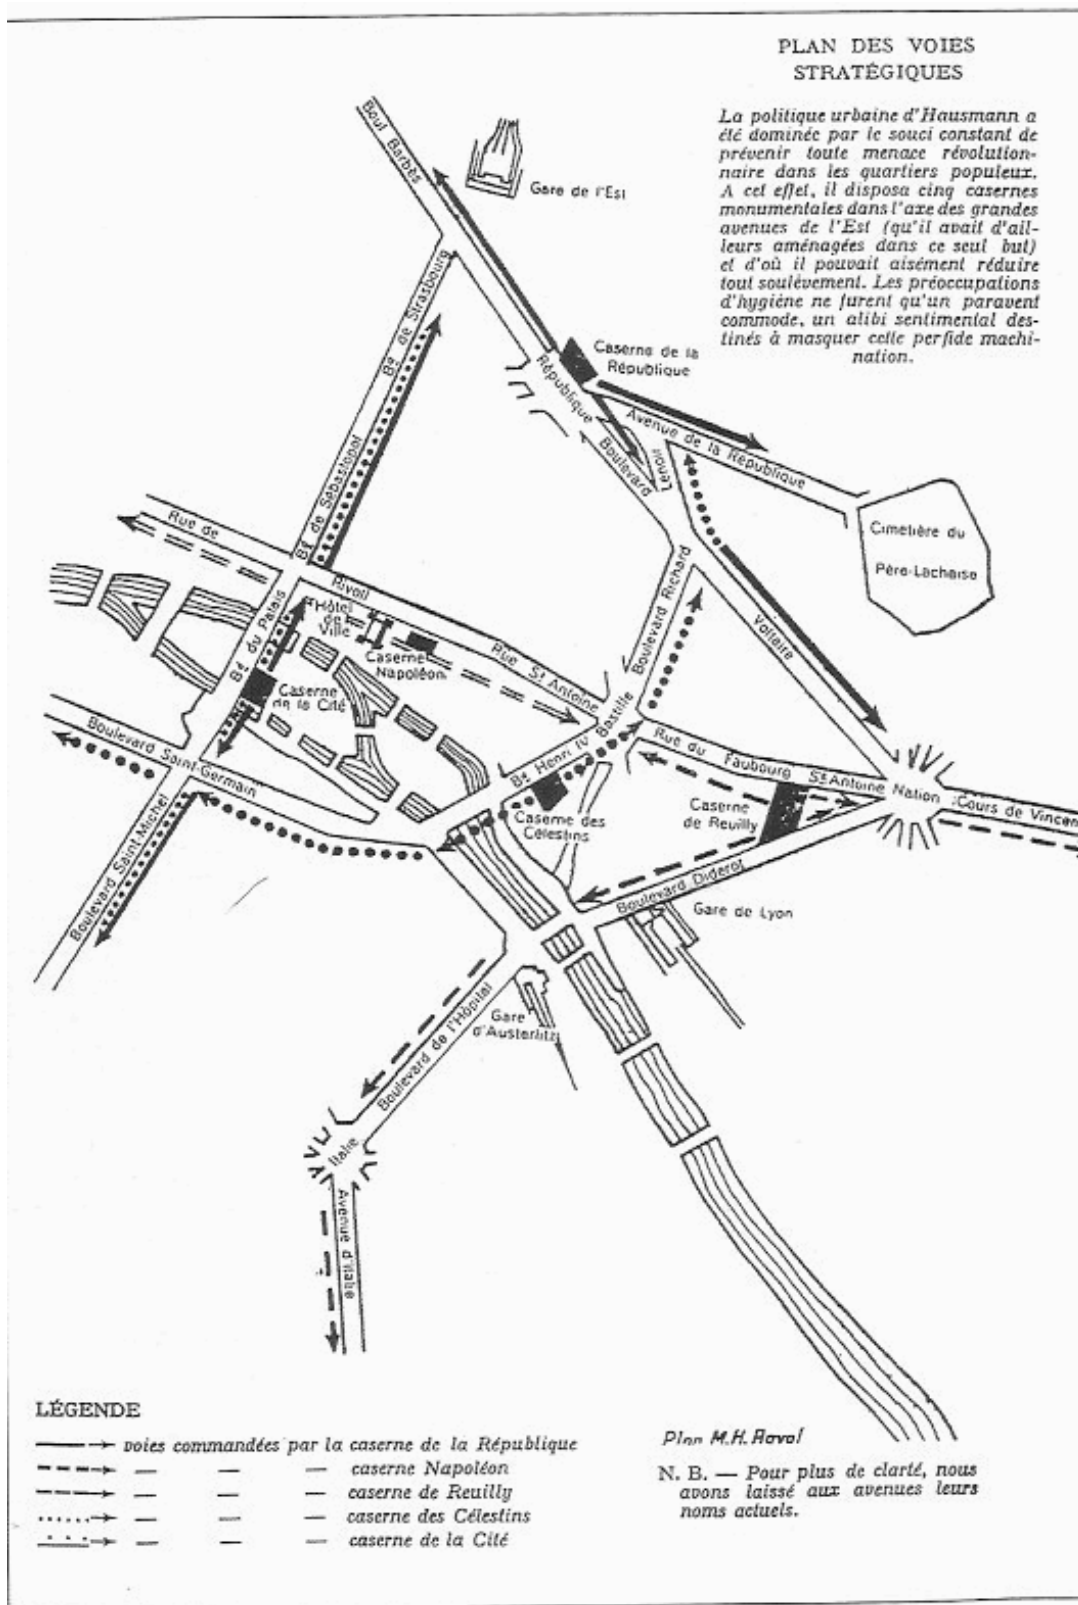 PLAN DES VOIES
STRATÉGIQUES
La politique urbaine d'Hausmann a
été dominée par le souci constant de
prévenir toute menace révolution-
naire dans les quartiers populeux.
A cet effet, il disposa cinq casernes
monumentales dans l'axe des grandes
avenues de l'Est (qu'il avait d'ail-
leurs aménagées dans ce seul but)
et d'où il pouvait aisément réduire
tout soulèvement. Les préoccupations
d'hygiène ne furent qu'un paravent
commode, un alibi sentimental des-
tinés à masquer cette perfide machi-
nation.
Boul Barbès
Gare de l'Est
Bd de Strasbourg
Caserne de la
République
République
Avenue de la République
Boulevard
Lenoir
Bd de Sébastopol
Cimetière du
Père-Lachaise
Rue de
Rivoli
Boulevard Richard
Voltaire
Hôtel
de
Ville
Bd du Palais
Caserne
Napoléon
Rue St Antoine
Caserne
de la Cité
Bastille
Bd Henri IV
Boulevard Saint-Germain
Rue du Faubourg St Antoine
Nation
Cours de Vincen
Caserne
de Reuilly
Caserne des
Célestins
Boulevard Saint-Michel
Boulevard Diderot
Gare de Lyon
Gare
d'Austerlitz
Boulevard de l'Hôpital
Italie
Avenue d'Italie
LÉGENDE
voies commandées par la caserne de la République
— — — caserne Napoléon
— — — caserne de Reuilly
— — — caserne des Célestins
— — — caserne de la Cité
Plan M.H. Raval
N. B. — Pour plus de clarté, nous
avons laissé aux avenues leurs
noms actuels.